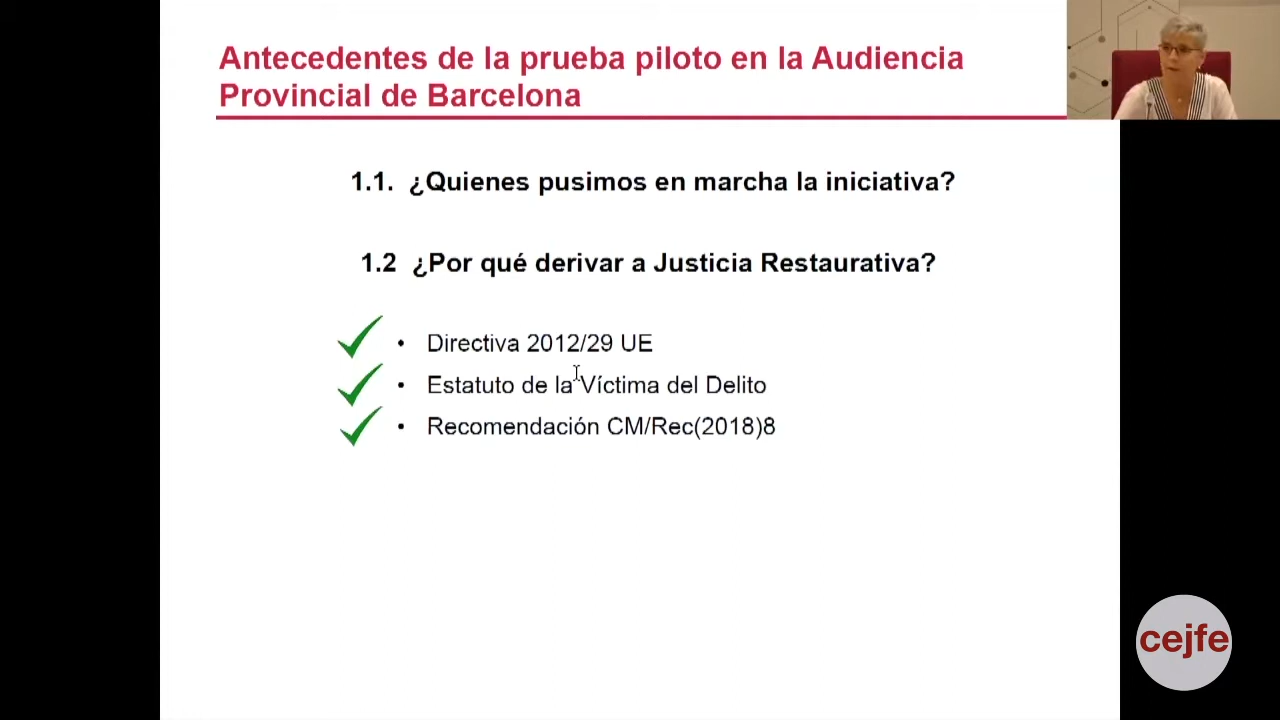 Antecedentes de la prueba piloto en la Audiencia
Provincial de Barcelona
1.1. ¿Quienes pusimos en marcha la iniciativa?
1.2 ¿Por qué derivar a Justicia Restaurativa?
• Directiva 2012/29 UE
• Estatuto de la Víctima del Delito
• Recomendación CM/Rec(2018)8
cejfe